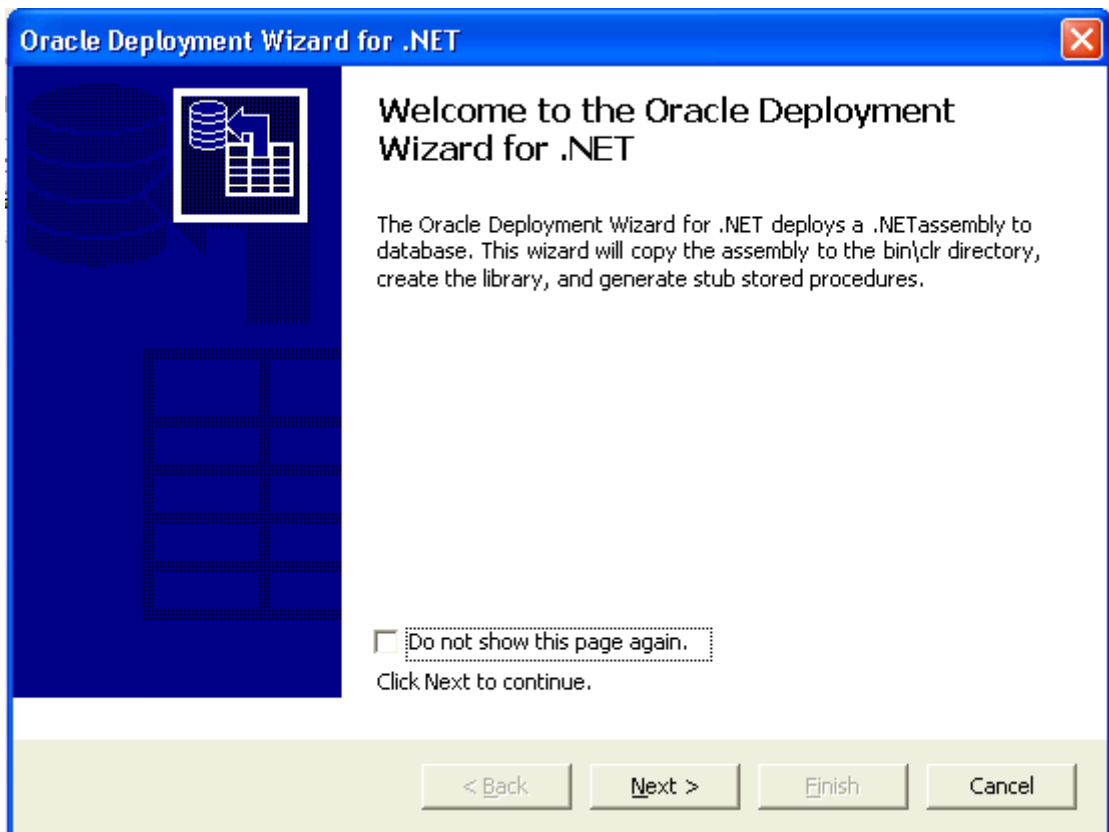 Oracle Deployment Wizard for .NET
Welcome to the Oracle Deployment
Wizard for .NET
The Oracle Deployment Wizard for .NET deploys a .NETassembly to
database. This wizard will copy the assembly to the bin\clr directory,
create the library, and generate stub stored procedures.
Do not show this page again.
Click Next to continue.
< Back Next > Finish Cancel